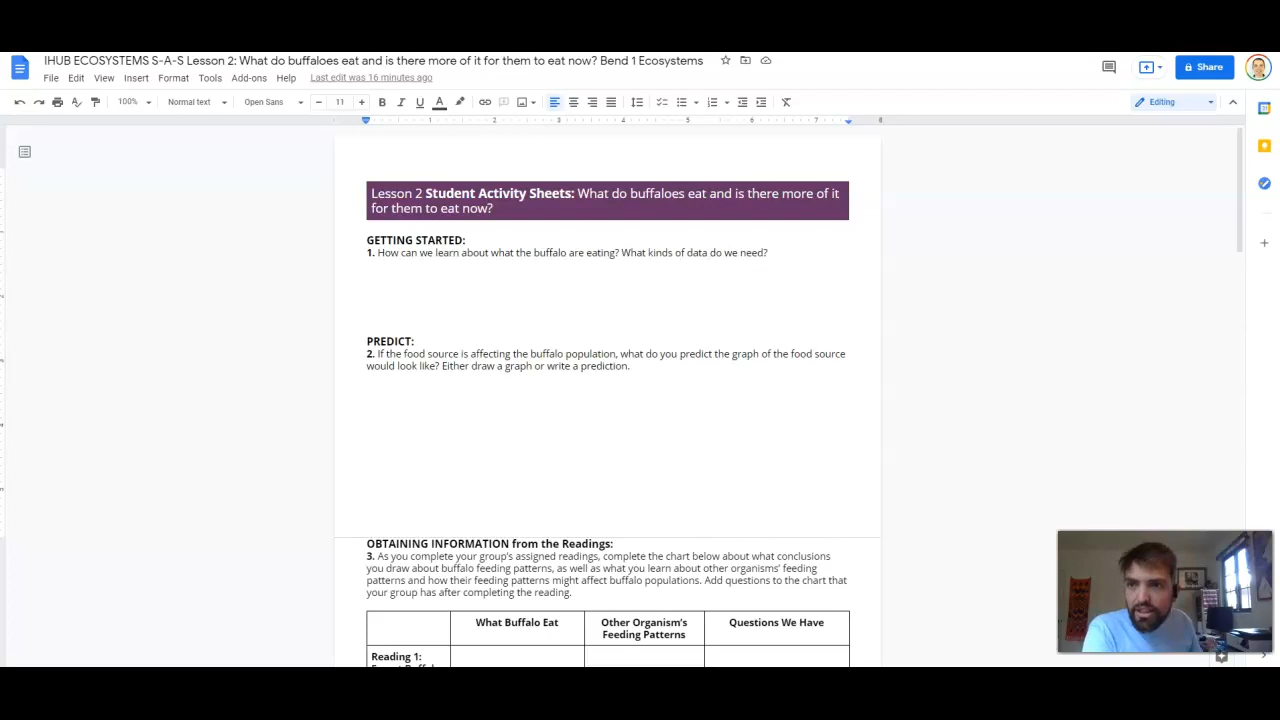 IHUB ECOSYSTEMS S-A-S Lesson 2: What do buffaloes eat and is there more of it for them to eat now? Bend 1 Ecosystems
File Edit View Insert Format Tools Add-ons Help Last edit was 16 minutes ago
Share
100% Normal text Open Sans 11 Editing
1 2 3 4 5 6 7 8
Lesson 2 Student Activity Sheets: What do buffaloes eat and is there more of it
for them to eat now?
GETTING STARTED:
1. How can we learn about what the buffalo are eating? What kinds of data do we need?
PREDICT:
2. If the food source is affecting the buffalo population, what do you predict the graph of the food source
would look like? Either draw a graph or write a prediction.
OBTAINING INFORMATION from the Readings:
3. As you complete your group's assigned readings, complete the chart below about what conclusions
you draw about buffalo feeding patterns, as well as what you learn about other organisms' feeding
patterns and how their feeding patterns might affect buffalo populations. Add questions to the chart that
your group has after completing the reading.
What Buffalo Eat
Other Organism's
Feeding Patterns
Questions We Have
Reading 1: